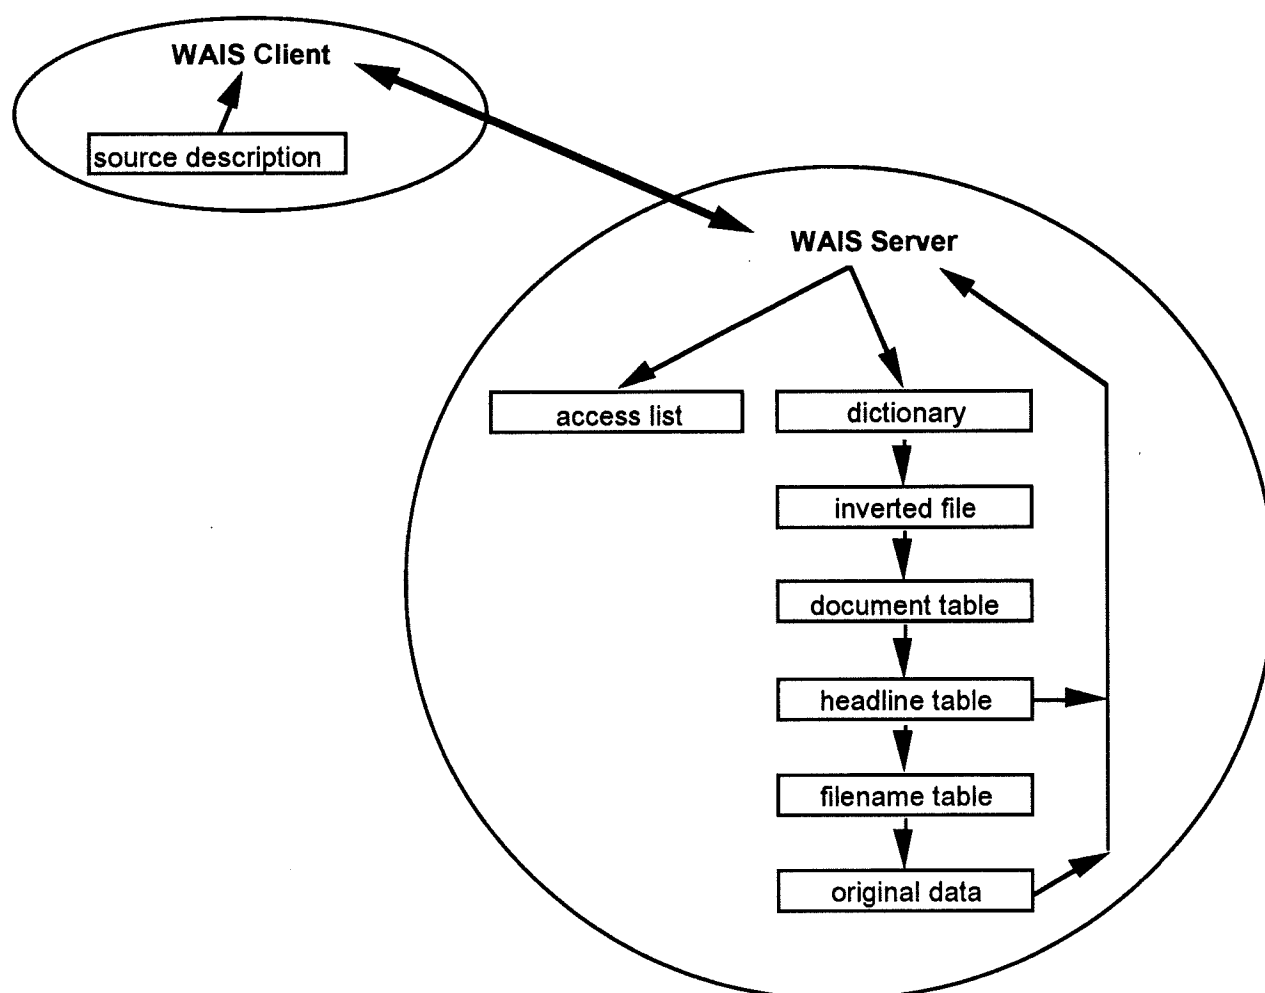 WAIS Client
source description
WAIS Server
access list
dictionary
inverted file
document table
headline table
filename table
original data